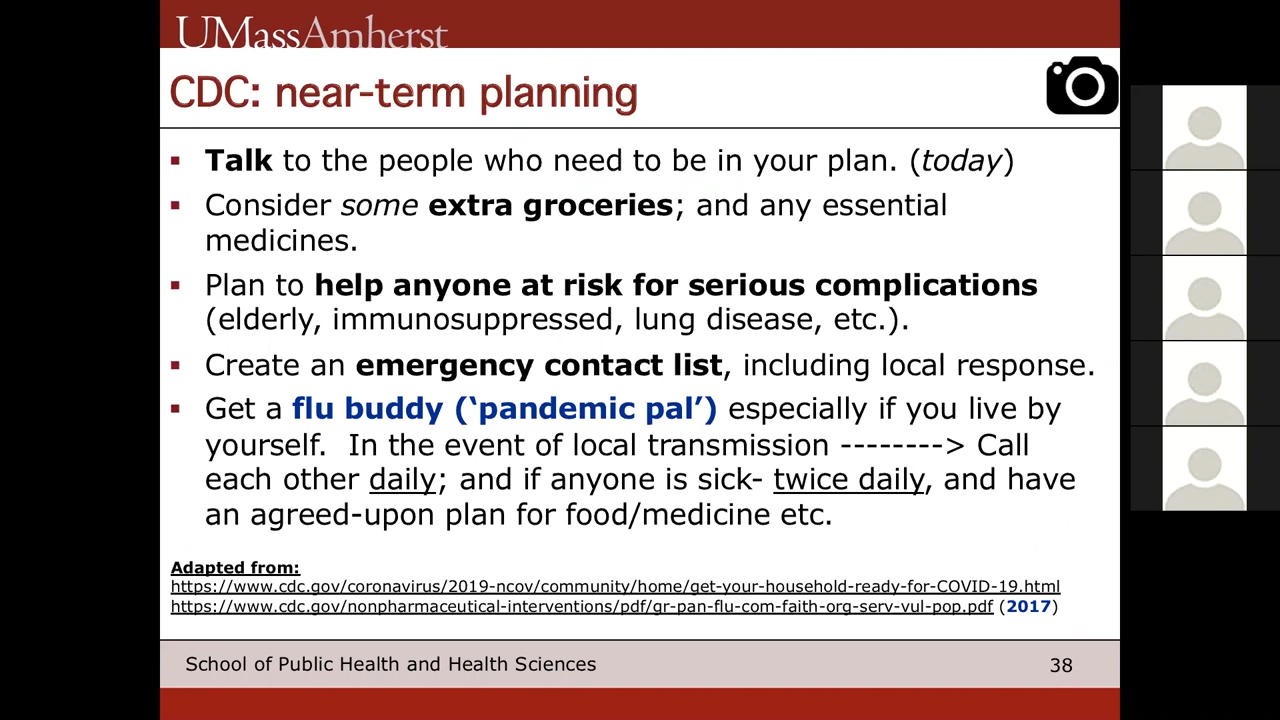 UMassAmherst
CDC: near-term planning
▪ Talk to the people who need to be in your plan. (today)
▪ Consider some extra groceries; and any essential
medicines.
▪ Plan to help anyone at risk for serious complications
(elderly, immunosuppressed, lung disease, etc.).
▪ Create an emergency contact list, including local response.
▪ Get a flu buddy (‘pandemic pal’) especially if you live by
yourself.  In the event of local transmission --------> Call
each other daily; and if anyone is sick- twice daily, and have
an agreed-upon plan for food/medicine etc.
Adapted from:
https://www.cdc.gov/coronavirus/2019-ncov/community/home/get-your-household-ready-for-COVID-19.html
https://www.cdc.gov/nonpharmaceutical-interventions/pdf/gr-pan-flu-com-faith-org-serv-vul-pop.pdf (2017)
School of Public Health and Health Sciences
38